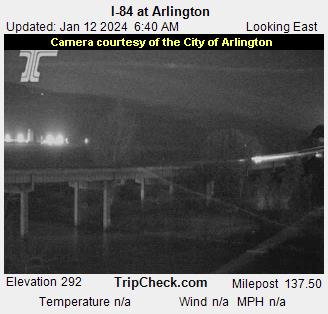 I-84 at Arlington
Updated: Jan 12 2024 6:40 AM Looking East
Camera courtesy of the City of Arlington
Elevation 292 TripCheck.com Milepost 137.50
Temperature n/a Wind n/a MPH n/a